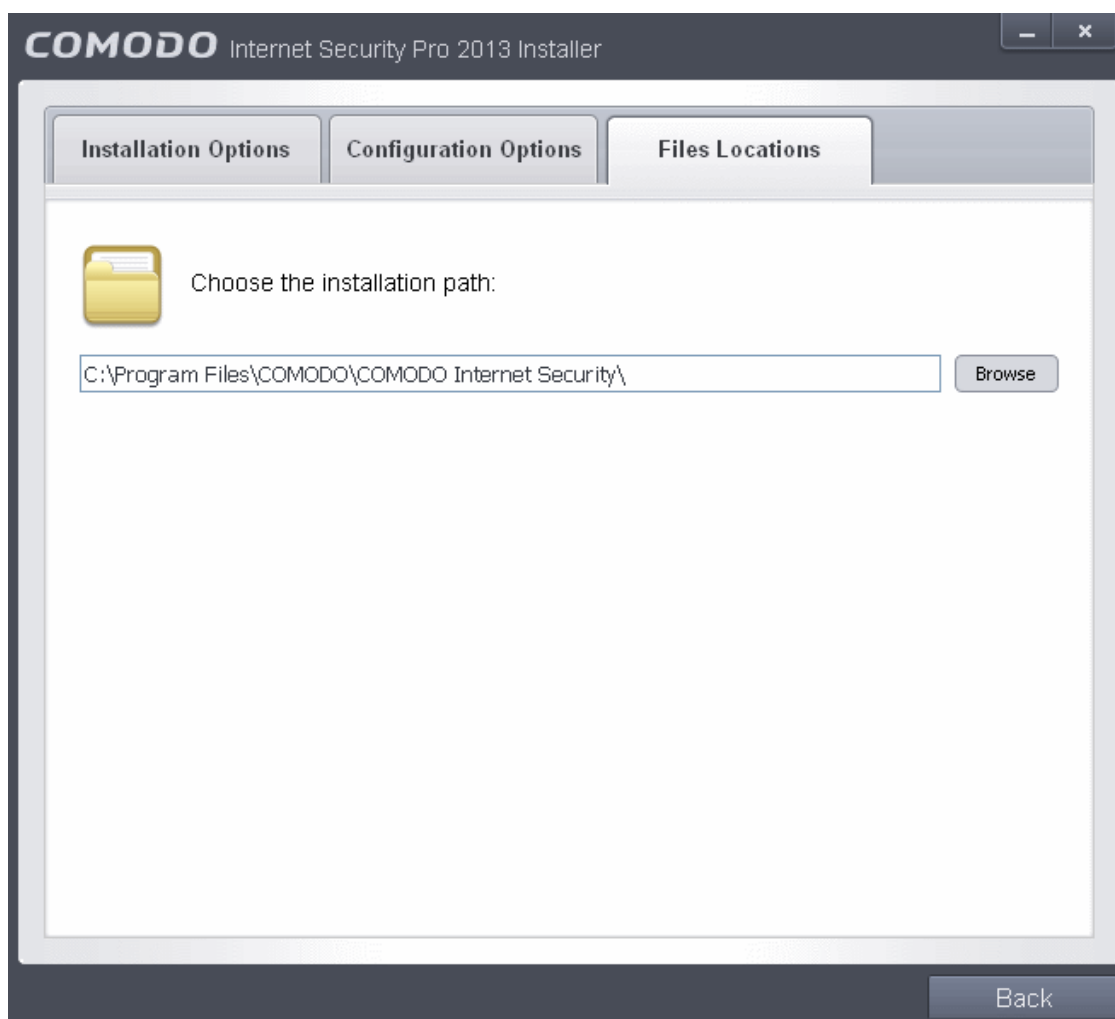 COMODO Internet Security Pro 2013 Installer
Installation Options
Configuration Options
Files Locations
Choose the installation path:
C:\Program Files\COMODO\COMODO Internet Security\
Browse
Back